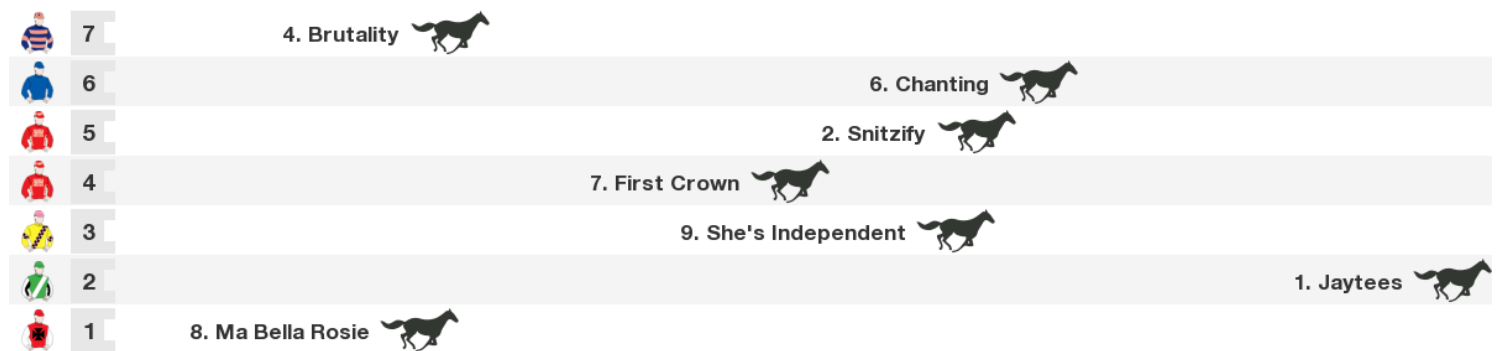 7 4. Brutality
6 6. Chanting
5 2. Snitzify
4 7. First Crown
3 9. She's Independent
2 1. Jaytees
1 8. Ma Bella Rosie